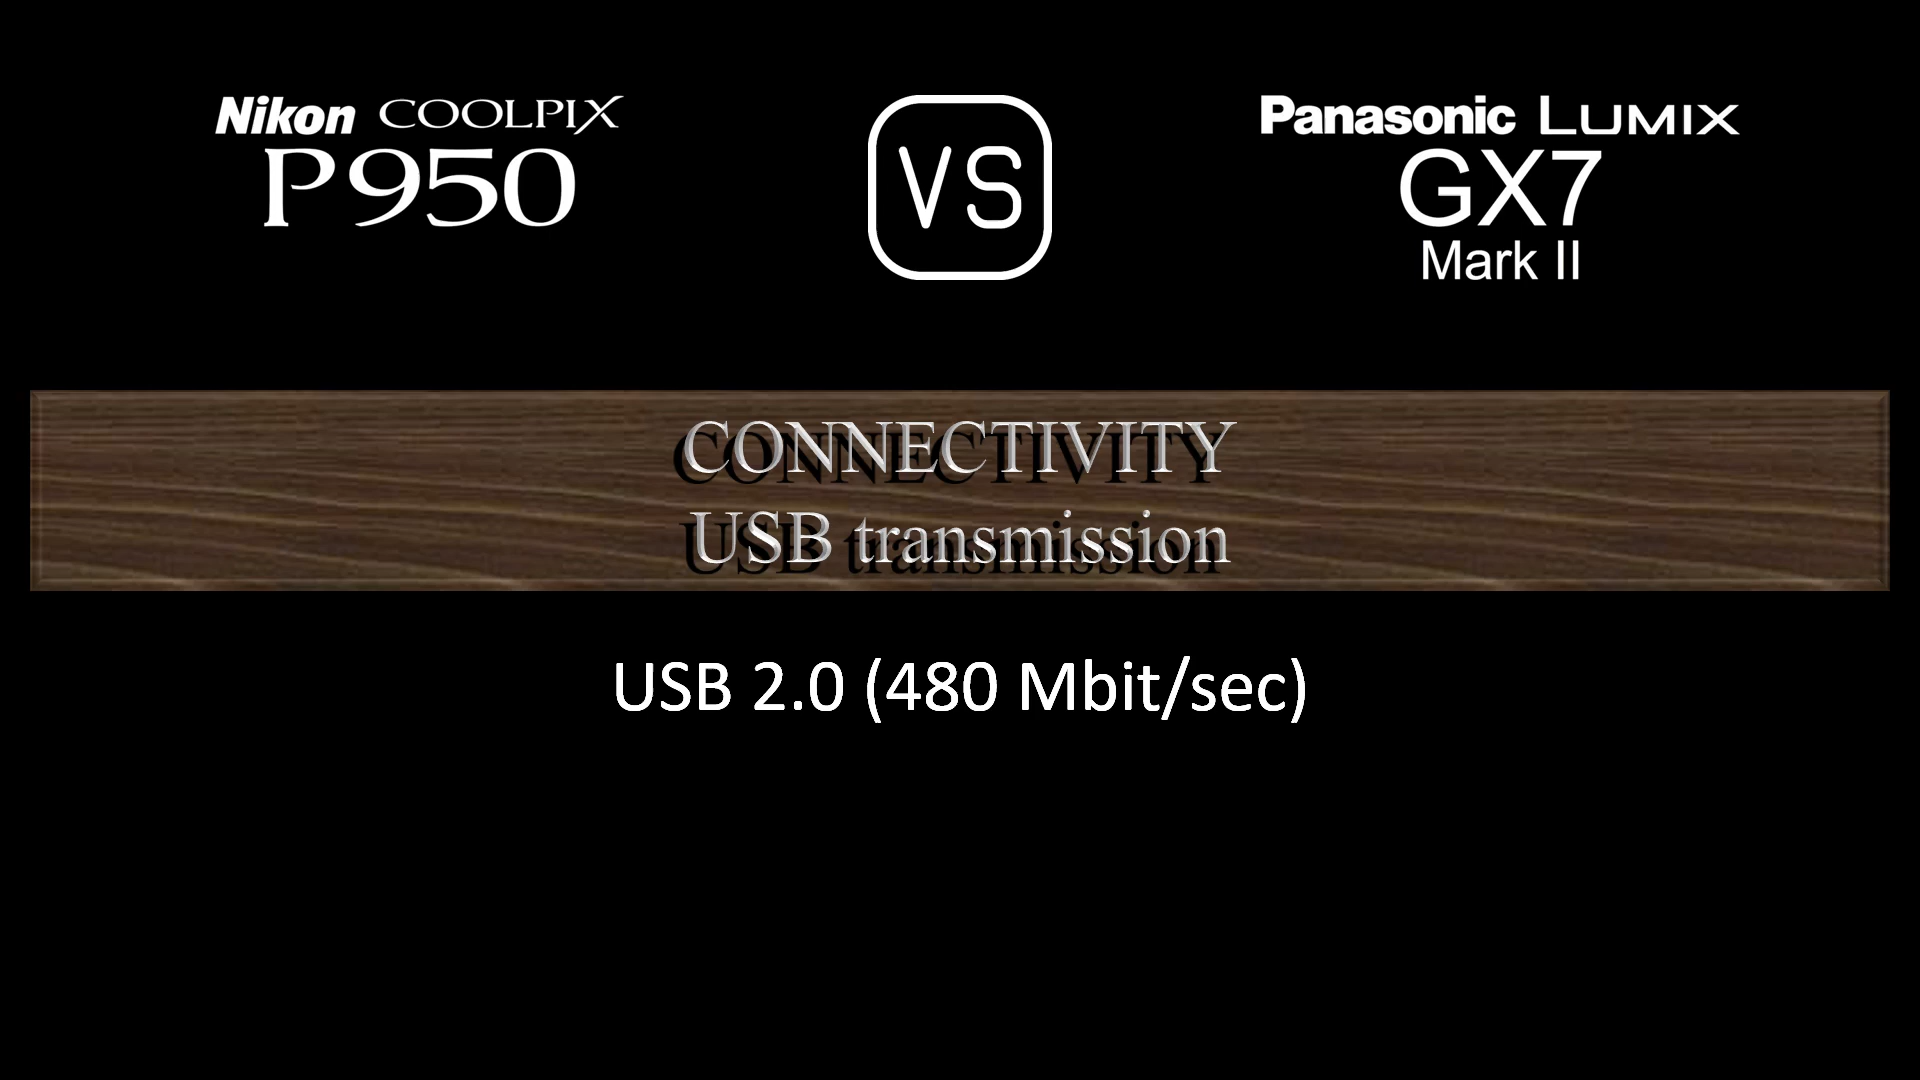 Nikon COOLPIX
P950
VS
Panasonic LUMIX
GX7
Mark II
CONNECTIVITY
USB transmission
USB 2.0 (480 Mbit/sec)